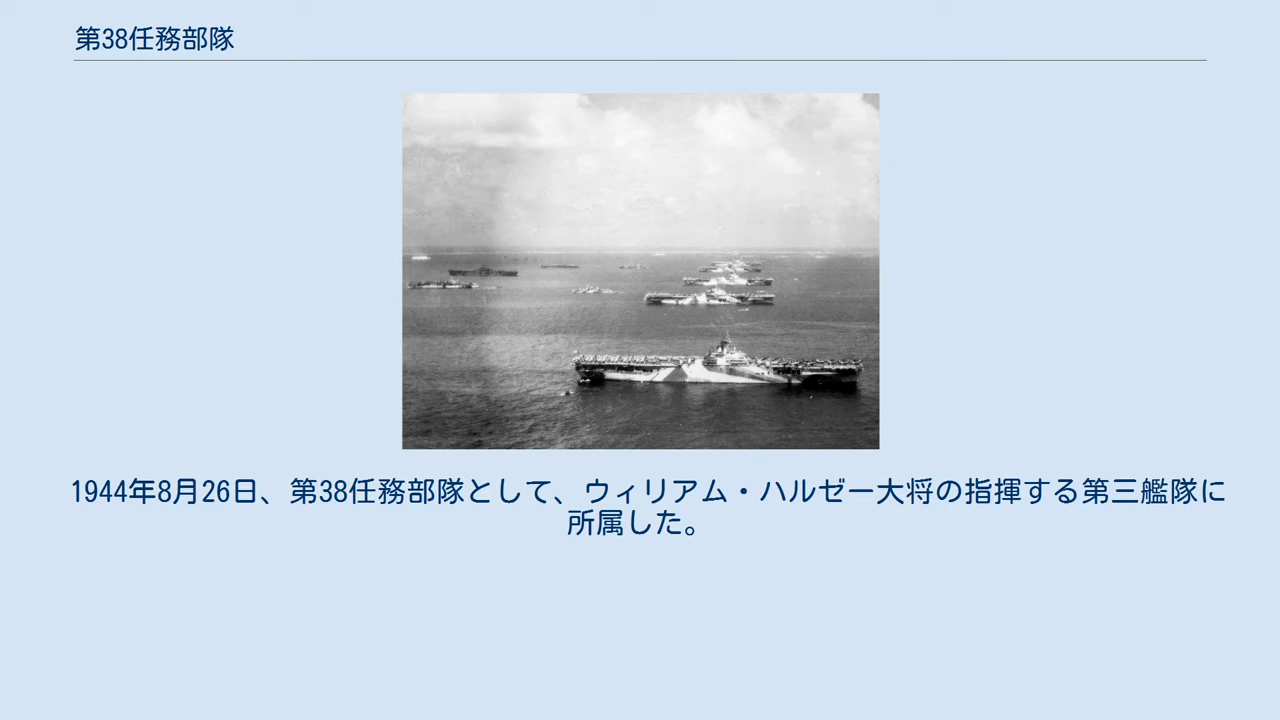 第38任務部隊
1944年8月26日、第38任務部隊として、ウィリアム・ハルゼー大将の指揮する第三艦隊に
所属した。